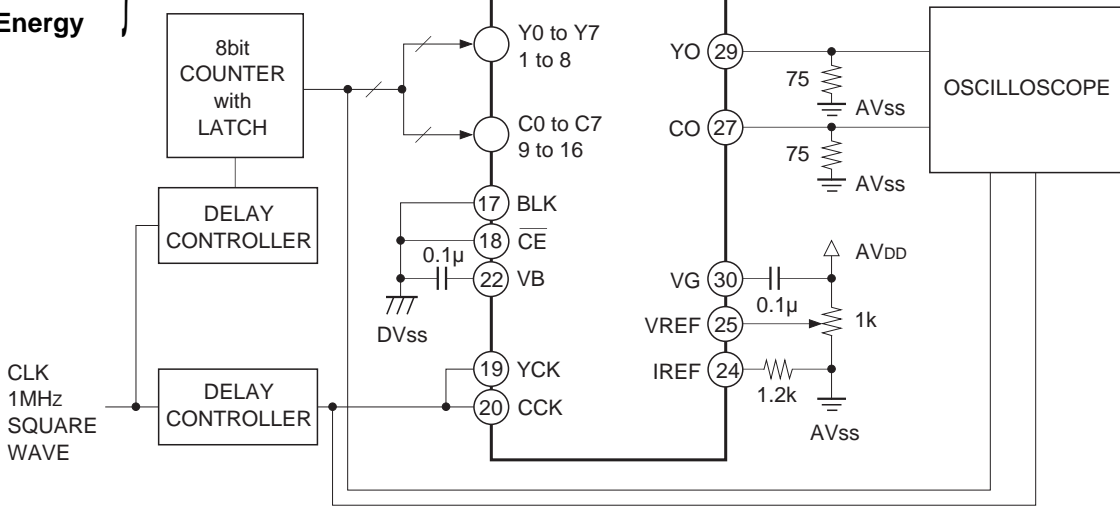 Energy
8bit
COUNTER
with
LATCH
DELAY
CONTROLLER
CLK
1MHz
SQUARE
WAVE
DELAY
CONTROLLER
Y0 to Y7
1 to 8
C0 to C7
9 to 16
17 BLK
18 CE
0.1µ
22 VB
DVss
19 YCK
20 CCK
YO 29
75
AVss
CO 27
75
AVss
OSCILLOSCOPE
AVDD
VG 30
0.1µ
1k
VREF 25
IREF 24
1.2k
AVss